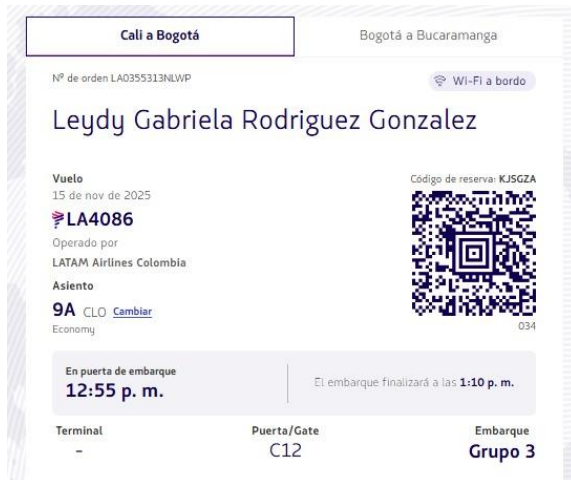 Cali a Bogotá
Bogotá a Bucaramanga
Nº de orden LA0355313NLWP
Wi-Fi a bordo
Leydy Gabriela Rodriguez Gonzalez
Vuelo
Código de reserva: KJSGZA
15 de nov de 2025
LA4086
Operado por
LATAM Airlines Colombia
Asiento
9A CLO Cambiar
Economy
034
En puerta de embarque
12:55 p. m.
El embarque finalizará a las 1:10 p. m.
Terminal Puerta/Gate Embarque
- C12 Grupo 3